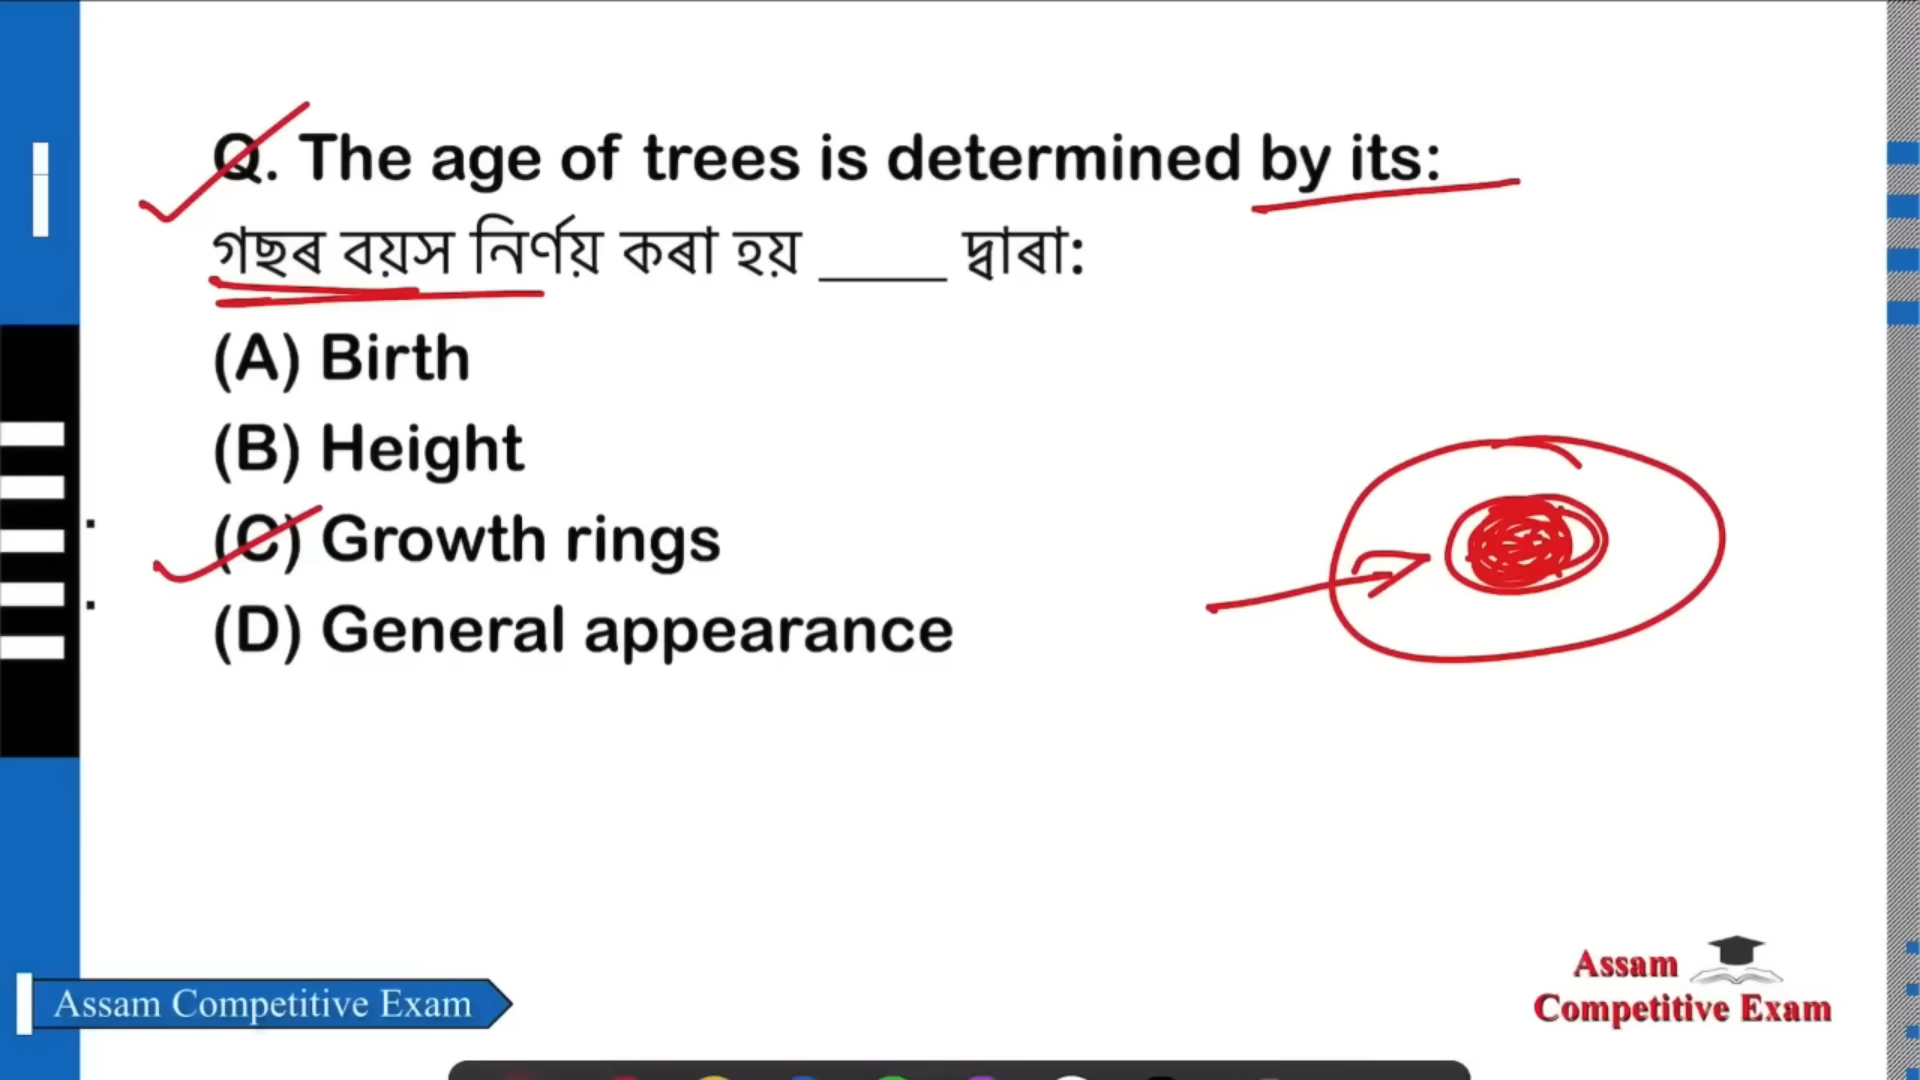 Q. The age of trees is determined by its:
গছৰ বয়স নিৰ্ণয় কৰা হয় _____ দ্বাৰা:
(A) Birth
(B) Height
(C) Growth rings
(D) General appearance
Assam Competitive Exam
Assam
Competitive Exam